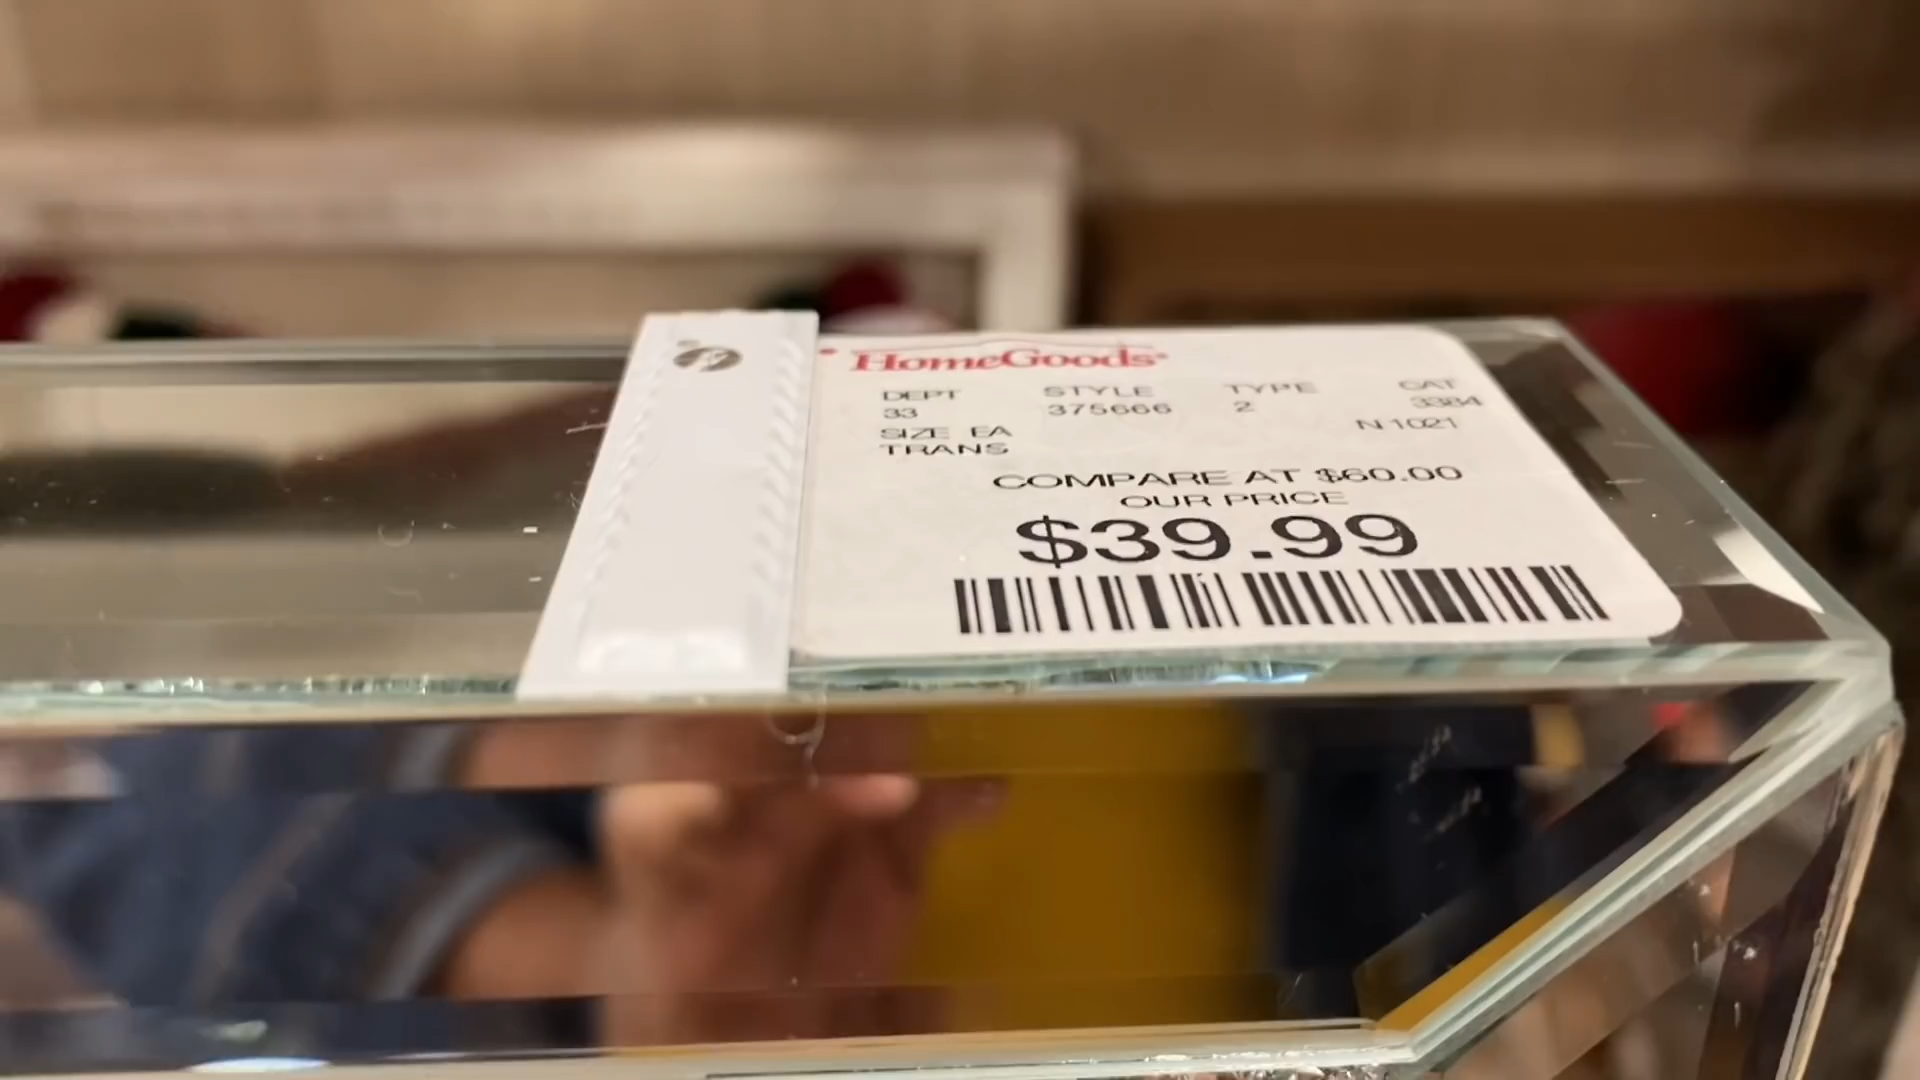 HomeGoods
DEPT STYLE TYPE CAT
33 375666 2 3384
SIZE EA N1021
TRANS
COMPARE AT $60.00
OUR PRICE
$39.99